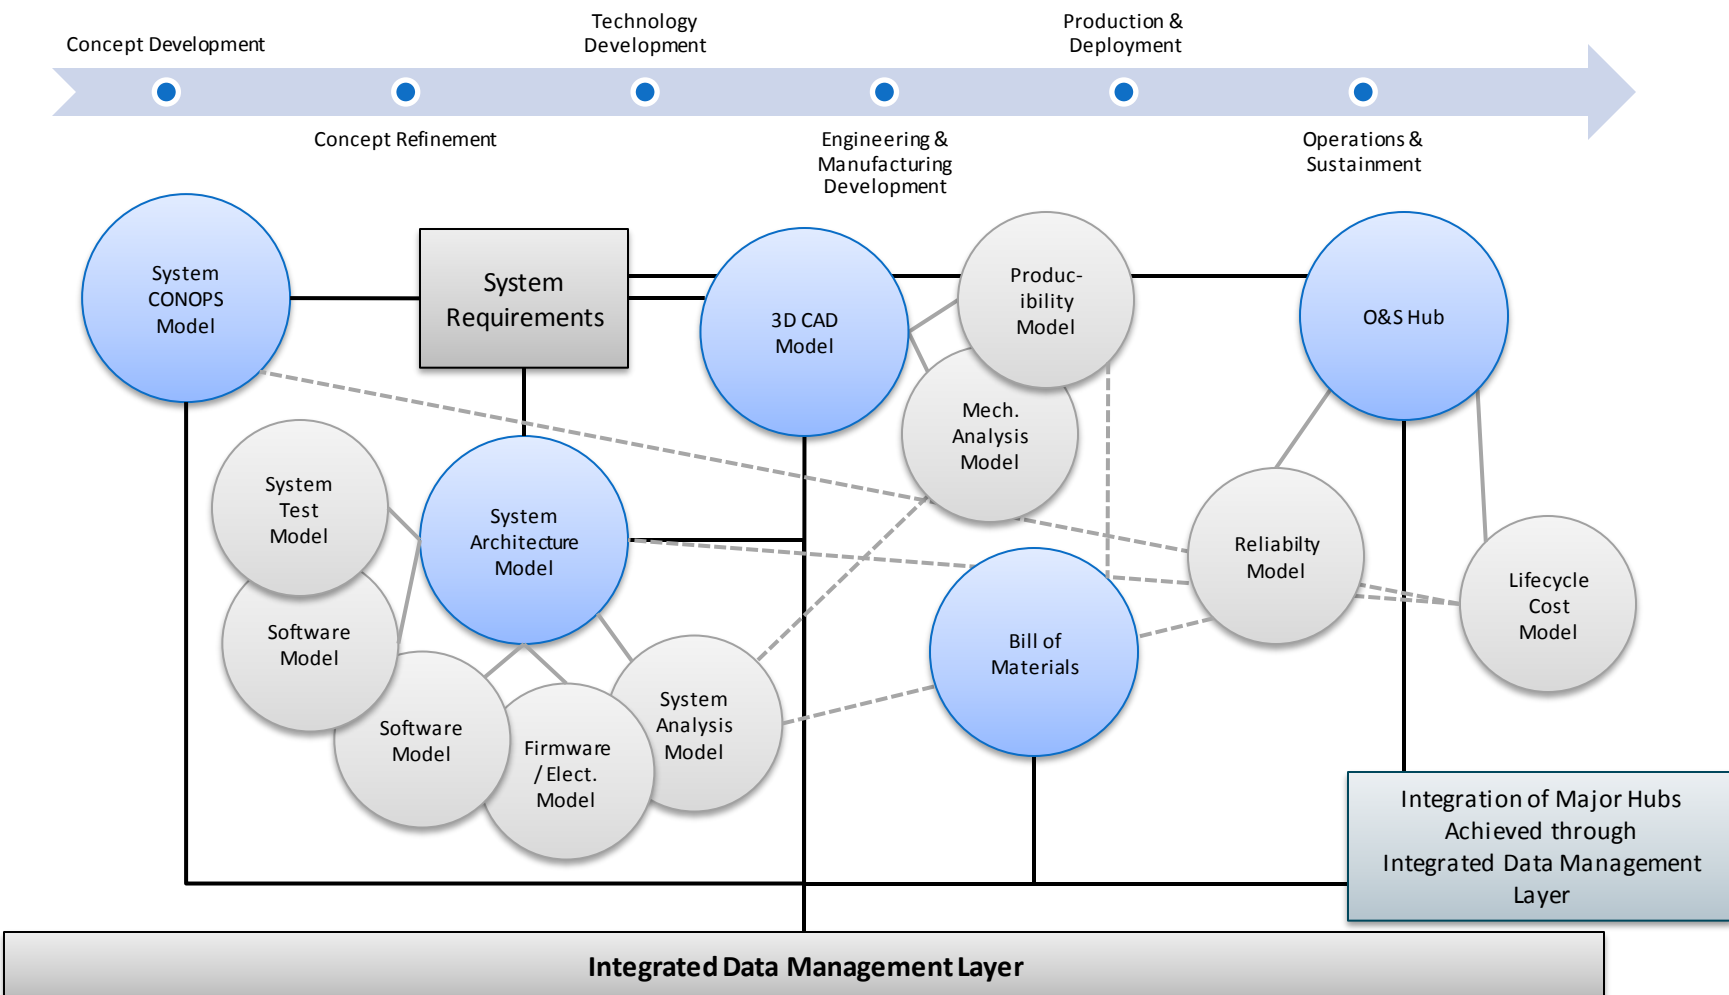 Concept Development
Technology
Development
Production &
Deployment
Concept Refinement
Engineering &
Manufacturing
Development
Operations &
Sustainment
System
CONOPS
Model
System
Requirements
3D CAD
Model
Produc-
ibility
Model
O&S Hub
Mech.
Analysis
Model
System
Test
Model
System
Architecture
Model
Reliabilty
Model
Lifecycle
Cost
Model
Software
Model
Bill of
Materials
Software
Model
Firmware
/ Elect.
Model
System
Analysis
Model
Integration of Major Hubs
Achieved through
Integrated Data Management
Layer
Integrated Data Management Layer